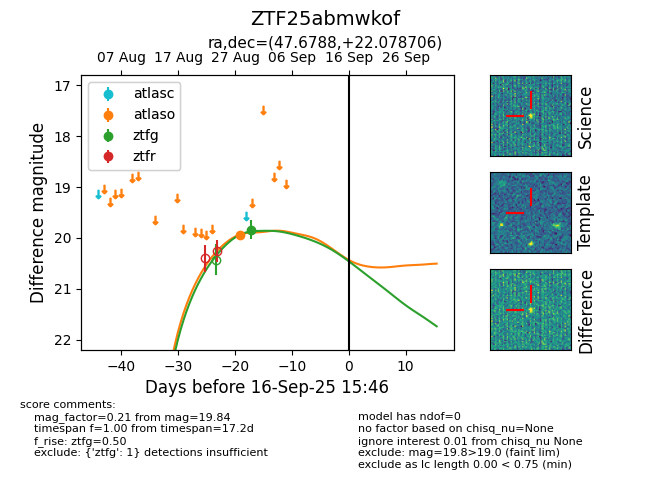 ZTF25abmwkof
ra,dec=(47.6788,+22.078706)
07 Aug 17 Aug 27 Aug 06 Sep 16 Sep 26 Sep
17
18
19
20
21
22
Difference magnitude
atlasc
atlaso
ztfg
ztfr
−40 −30 −20 −10 0 10
Days before 16-Sep-25 15:46
Science
Template
Difference
score comments:
mag_factor=0.21 from mag=19.84
timespan f=1.00 from timespan=17.2d
f_rise: ztfg=0.50
exclude: {'ztfg': 1} detections insufficient
model has ndof=0
no factor based on chisq_nu=None
ignore interest 0.01 from chisq_nu None
exclude: mag=19.8>19.0 (faint lim)
exclude as lc length 0.00 < 0.75 (min)